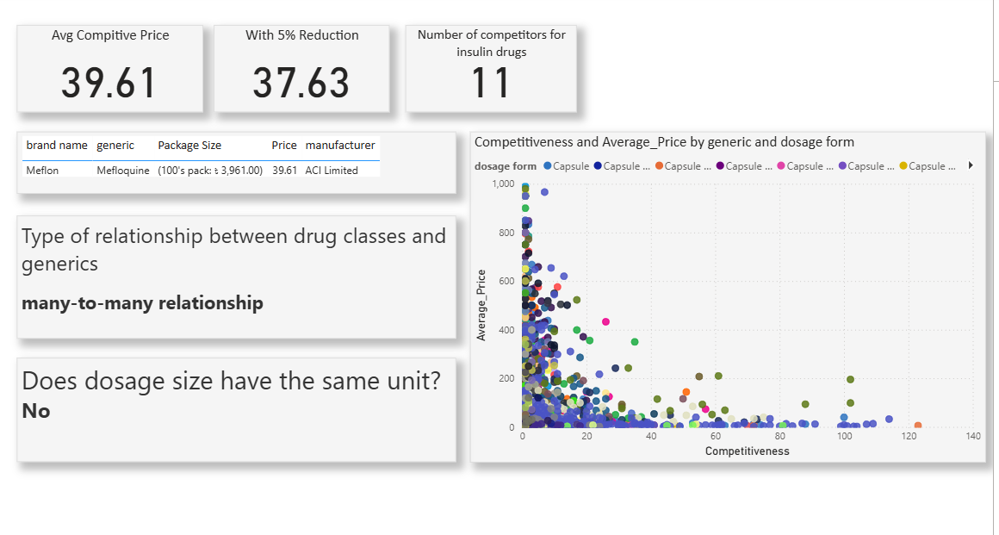 Avg Compitive Price
39.61
With 5% Reduction
37.63
Number of competitors for
insulin drugs
11
brand name generic Package Size Price manufacturer
Meflon Mefloquine (100's pack: ৳ 3,961.00) 39.61 ACI Limited
Type of relationship between drug classes and
generics
many-to-many relationship
Does dosage size have the same unit?
No
Competitiveness and Average_Price by generic and dosage form
dosage form Capsule Capsule ... Capsule ... Capsule ... Capsule ... Capsule ... Capsule ...
1,000
800
600
400
200
0
Average_Price
0 20 40 60 80 100 120 140
Competitiveness